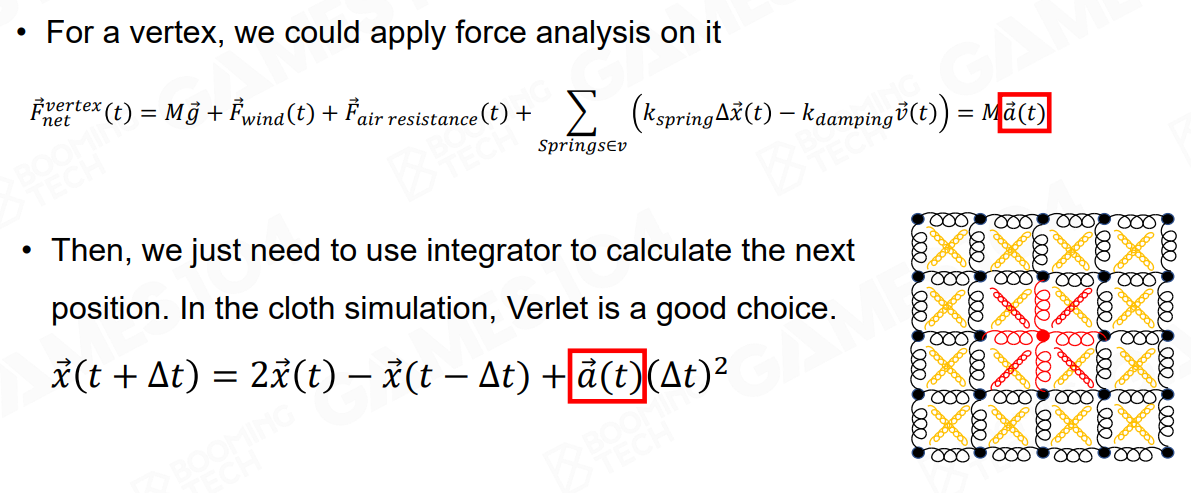 • For a vertex, we could apply force analysis on it
$\vec{F}_{net}^{vertex}(t) = M\vec{g} + \vec{F}_{wind}(t) + \vec{F}_{air\ resistance}(t) + \sum_{Springs \in v} \left( k_{spring}\Delta\vec{x}(t) - k_{damping}\vec{v}(t) \right) = M\vec{a}(t)$
• Then, we just need to use integrator to calculate the next
position. In the cloth simulation, Verlet is a good choice.
$\vec{x}(t + \Delta t) = 2\vec{x}(t) - \vec{x}(t - \Delta t) + \vec{a}(t)(\Delta t)^2$
BOOMING
TECH
GAMES104